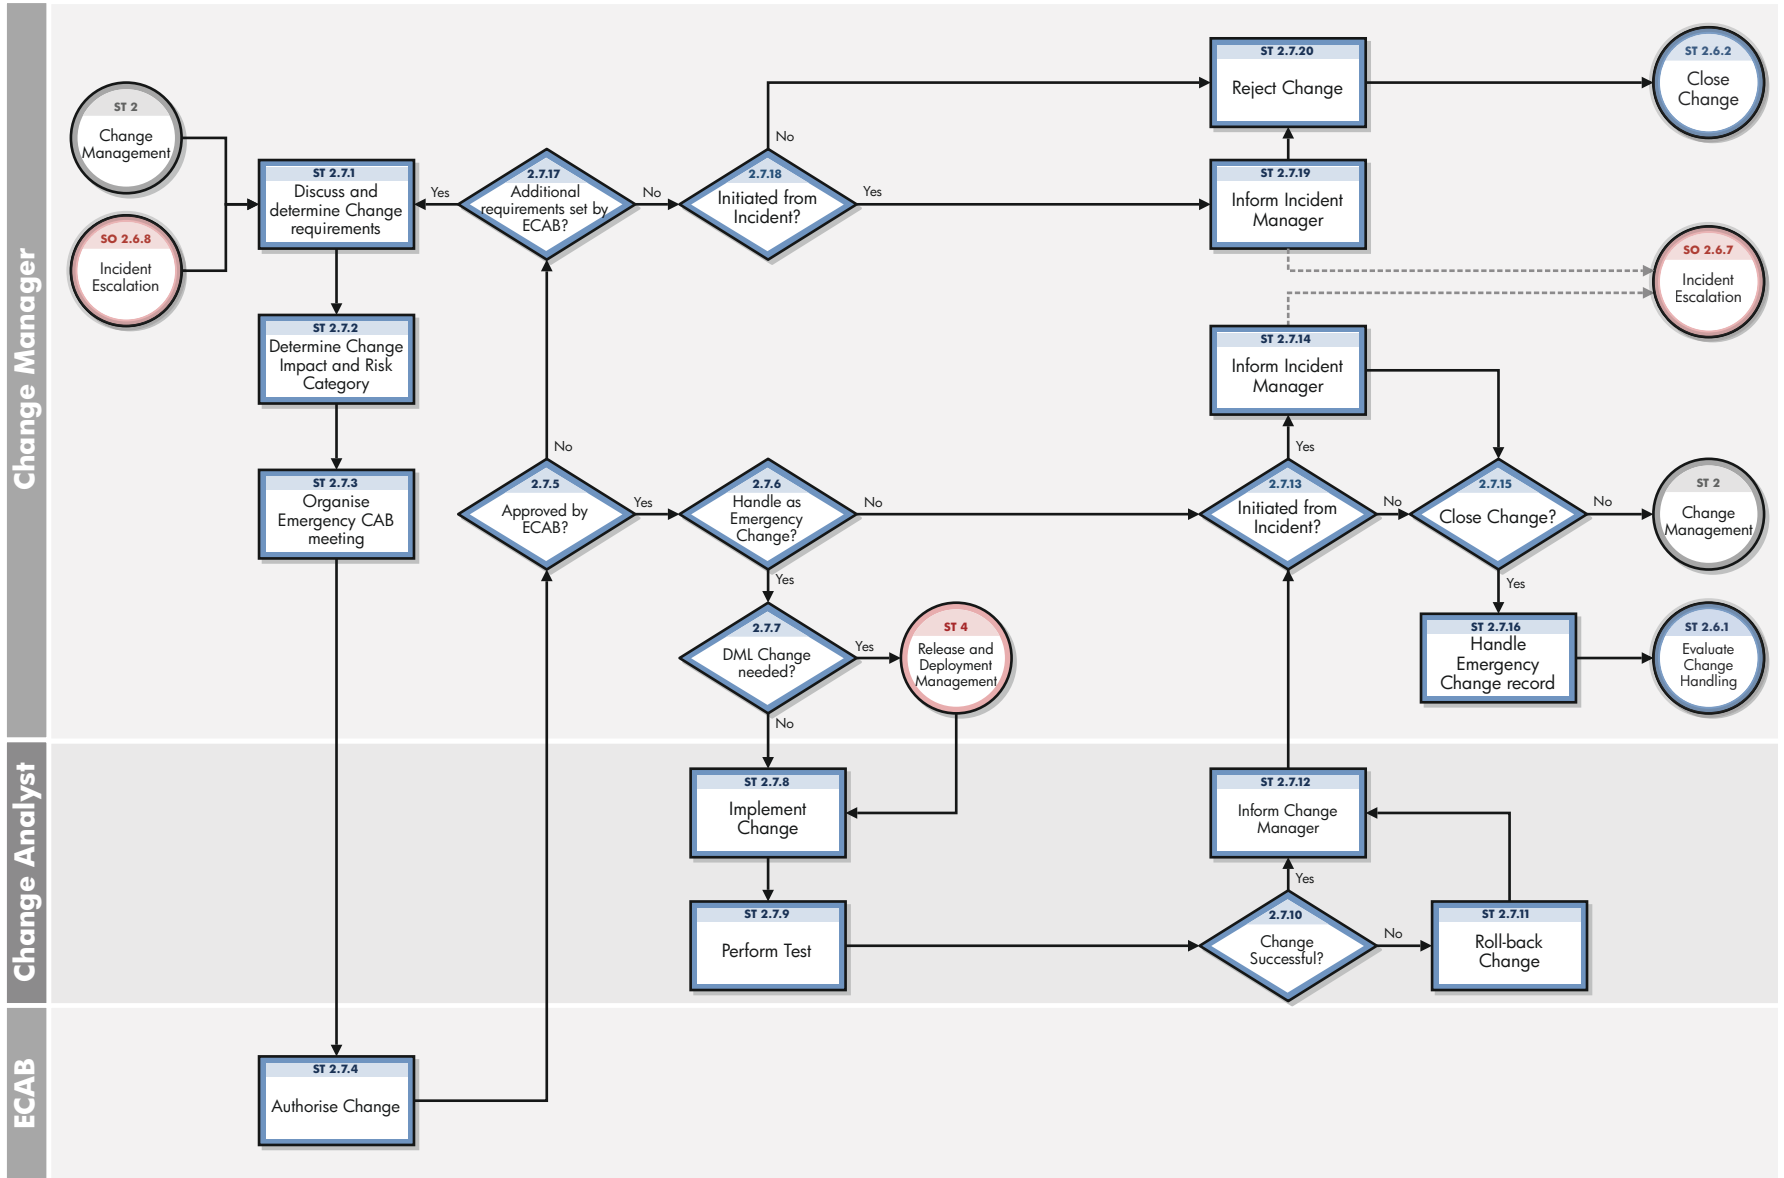 Change Manager
ST 2
Change
Management
SO 2.6.8
Incident
Escalation
ST 2.7.1
Discuss and
determine Change
requirements
Yes
2.7.17
Additional
requirements set by
ECAB?
No
2.7.18
Initiated from
Incident?
No
Yes
ST 2.7.20
Reject Change
ST 2.6.2
Close
Change
ST 2.7.19
Inform Incident
Manager
SO 2.6.7
Incident
Escalation
ST 2.7.2
Determine Change
Impact and Risk
Category
ST 2.7.14
Inform Incident
Manager
ST 2.7.3
Organise
Emergency CAB
meeting
No
2.7.5
Approved by
ECAB?
Yes
2.7.6
Handle as
Emergency
Change?
No
Yes
Yes
2.7.13
Initiated from
Incident?
No
2.7.15
Close Change?
No
ST 2
Change
Management
Yes
2.7.7
DML Change
needed?
Yes
No
ST 4
Release and
Deployment
Management
ST 2.7.16
Handle
Emergency
Change record
ST 2.6.1
Evaluate
Change
Handling
Change Analyst
ST 2.7.8
Implement
Change
ST 2.7.12
Inform Change
Manager
Yes
ST 2.7.9
Perform Test
2.7.10
Change
Successful?
No
ST 2.7.11
Roll-back
Change
ECAB
ST 2.7.4
Authorise Change